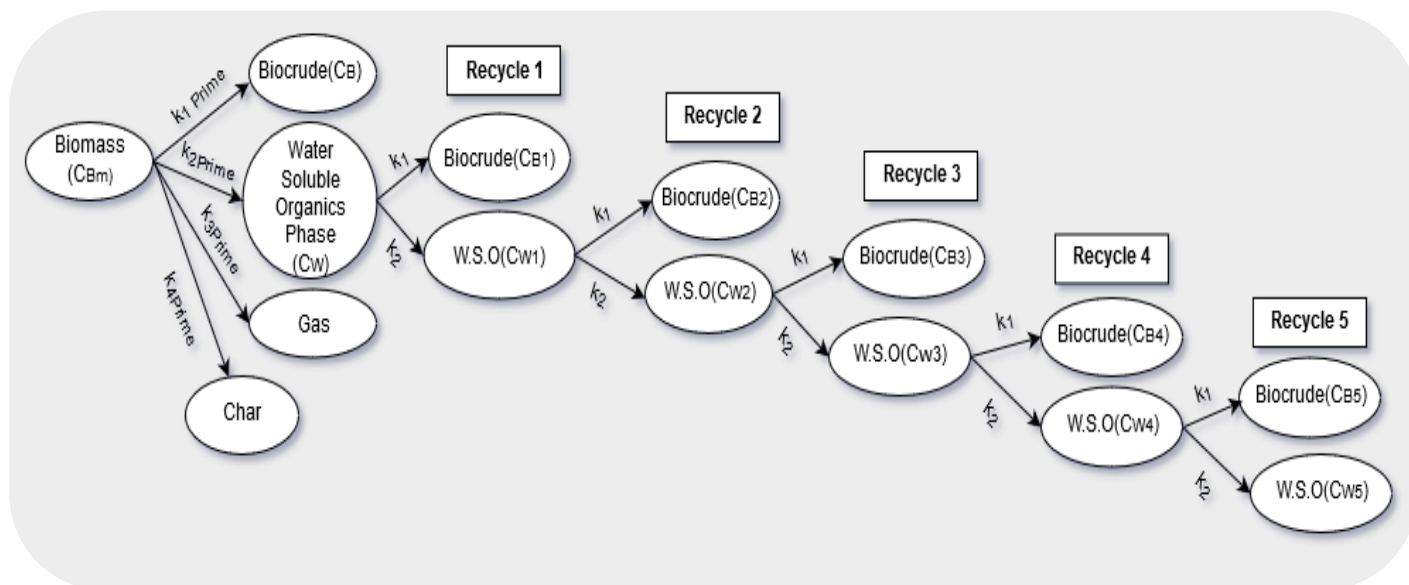 Biocrude(CB)
k1 Prime
Biomass
(CBm)
k2Prime
Water
Soluble
Organics
Phase
(CW)
k3Prime
Gas
k4Prime
Char
Recycle 1
k1
Biocrude(CB1)
k2
W.S.O(CW1)
Recycle 2
k1
Biocrude(CB2)
k2
W.S.O(CW2)
Recycle 3
k1
Biocrude(CB3)
k2
W.S.O(CW3)
Recycle 4
k1
Biocrude(CB4)
k2
W.S.O(CW4)
Recycle 5
k1
Biocrude(CB5)
k2
W.S.O(CW5)